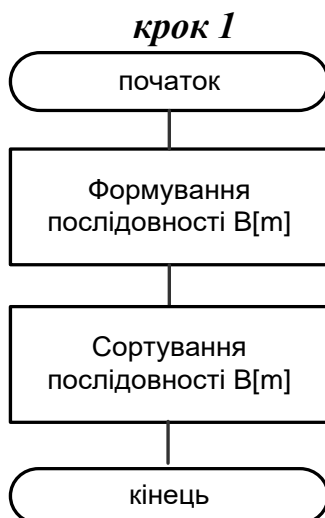 крок 1
початок
Формування
послідовності B[m]
Сортування
послідовності B[m]
кінець